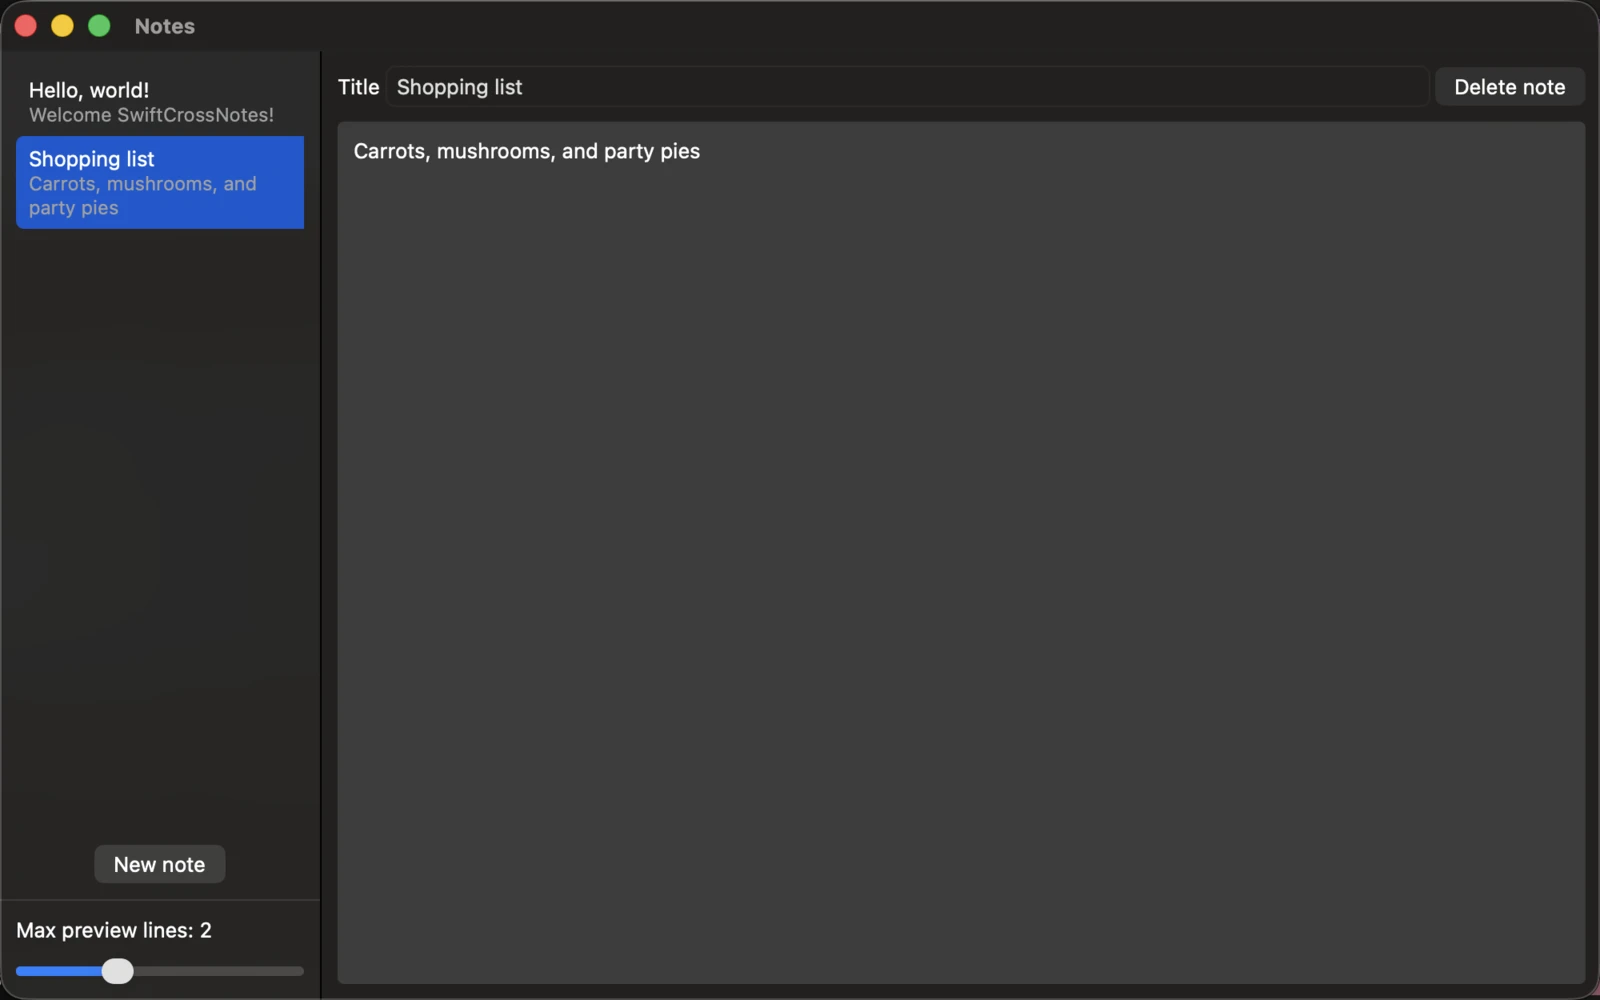 Notes
Hello, world!
Welcome SwiftCrossNotes!
Shopping list
Carrots, mushrooms, and
party pies
New note
Max preview lines: 2
Title
Shopping list
Delete note
Carrots, mushrooms, and party pies